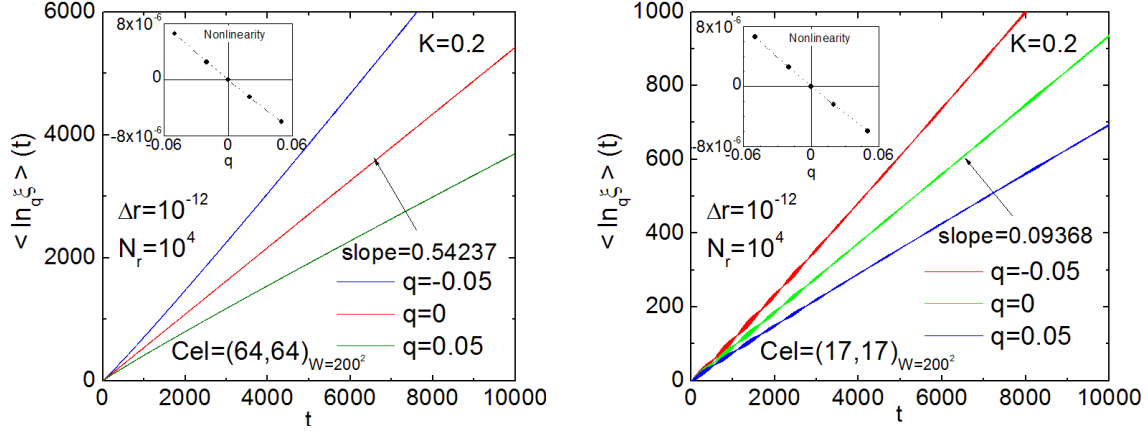 6000
4000
2000
0
< ln_q ξ > (t)
8x10^-6
0
-8x10^-6
-0.06
0
0.06
q
Nonlinearity
K=0.2
Δr=10^-12
N_r=10^4
slope=0.54237
q=-0.05
q=0
q=0.05
Cel=(64,64)_W=200^2
0
2000
4000
6000
8000
10000
t
1000
800
600
400
200
0
< ln_q ξ > (t)
8x10^-6
0
-8x10^-6
-0.06
0
0.06
q
Nonlinearity
K=0.2
Δr=10^-12
N_r=10^4
slope=0.09368
q=-0.05
q=0
q=0.05
Cel=(17,17)_W=200^2
0
2000
4000
6000
8000
10000
t